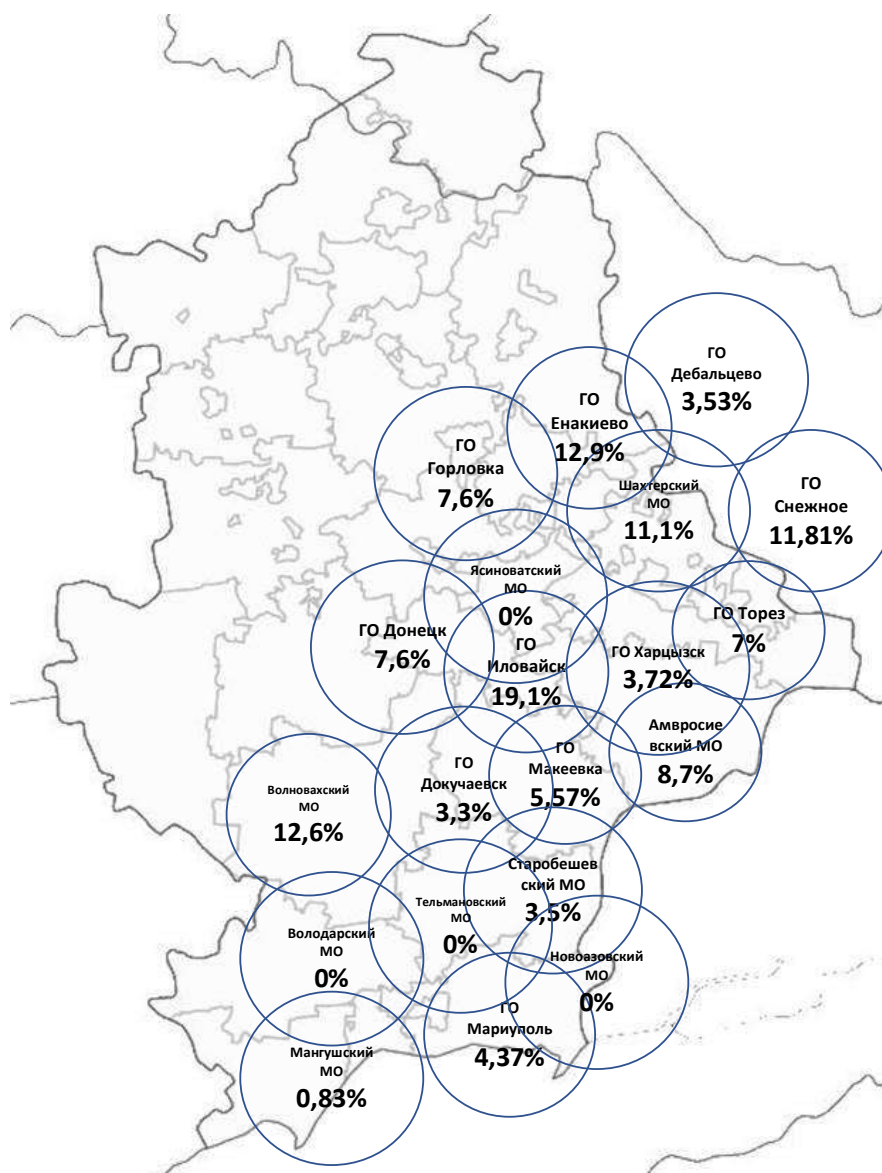 ГО
Дебальцево
3,53%
ГО
Енакиево
12,9%
ГО
Горловка
7,6%
Шахтерский
МО
11,1%
ГО
Снежное
11,81%
Ясиноватский
МО
0%
ГО Донецк
7,6%
ГО
Иловайск
19,1%
ГО Харцызск
3,72%
ГО Торез
7%
Амвросие
вский МО
8,7%
ГО
Макеевка
5,57%
ГО
Докучаевск
3,3%
Волновахский
МО
12,6%
Старобешев
ский МО
3,5%
Тельмановский
МО
0%
Володарский
МО
0%
Новоазовский
МО
0%
ГО
Мариуполь
4,37%
Мангушский
МО
0,83%